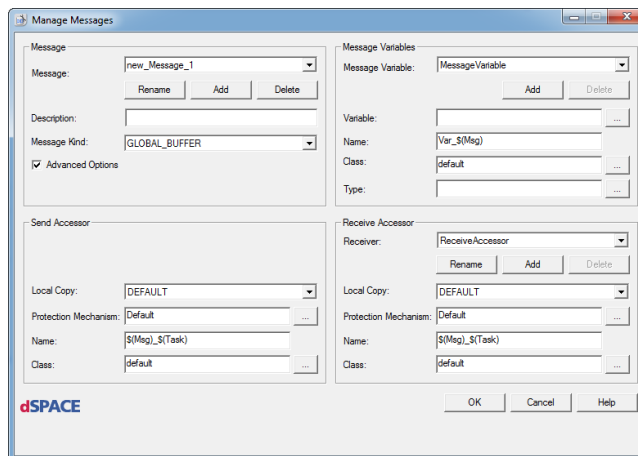 Manage Messages
Message
Message:
new_Message_1
Rename
Add
Delete
Description:
Message Kind:
GLOBAL_BUFFER
Advanced Options
Message Variables
Message Variable:
MessageVariable
Add
Delete
Variable:
...
Name:
Var_$(Msg)
Class:
default
...
Type:
...
Send Accessor
Local Copy:
DEFAULT
Protection Mechanism:
Default
...
Name:
$(Msg)_$(Task)
Class:
default
...
Receive Accessor
Receiver:
ReceiveAccessor
Rename
Add
Delete
Local Copy:
DEFAULT
Protection Mechanism:
Default
...
Name:
$(Msg)_$(Task)
Class:
default
...
dSPACE
OK
Cancel
Help